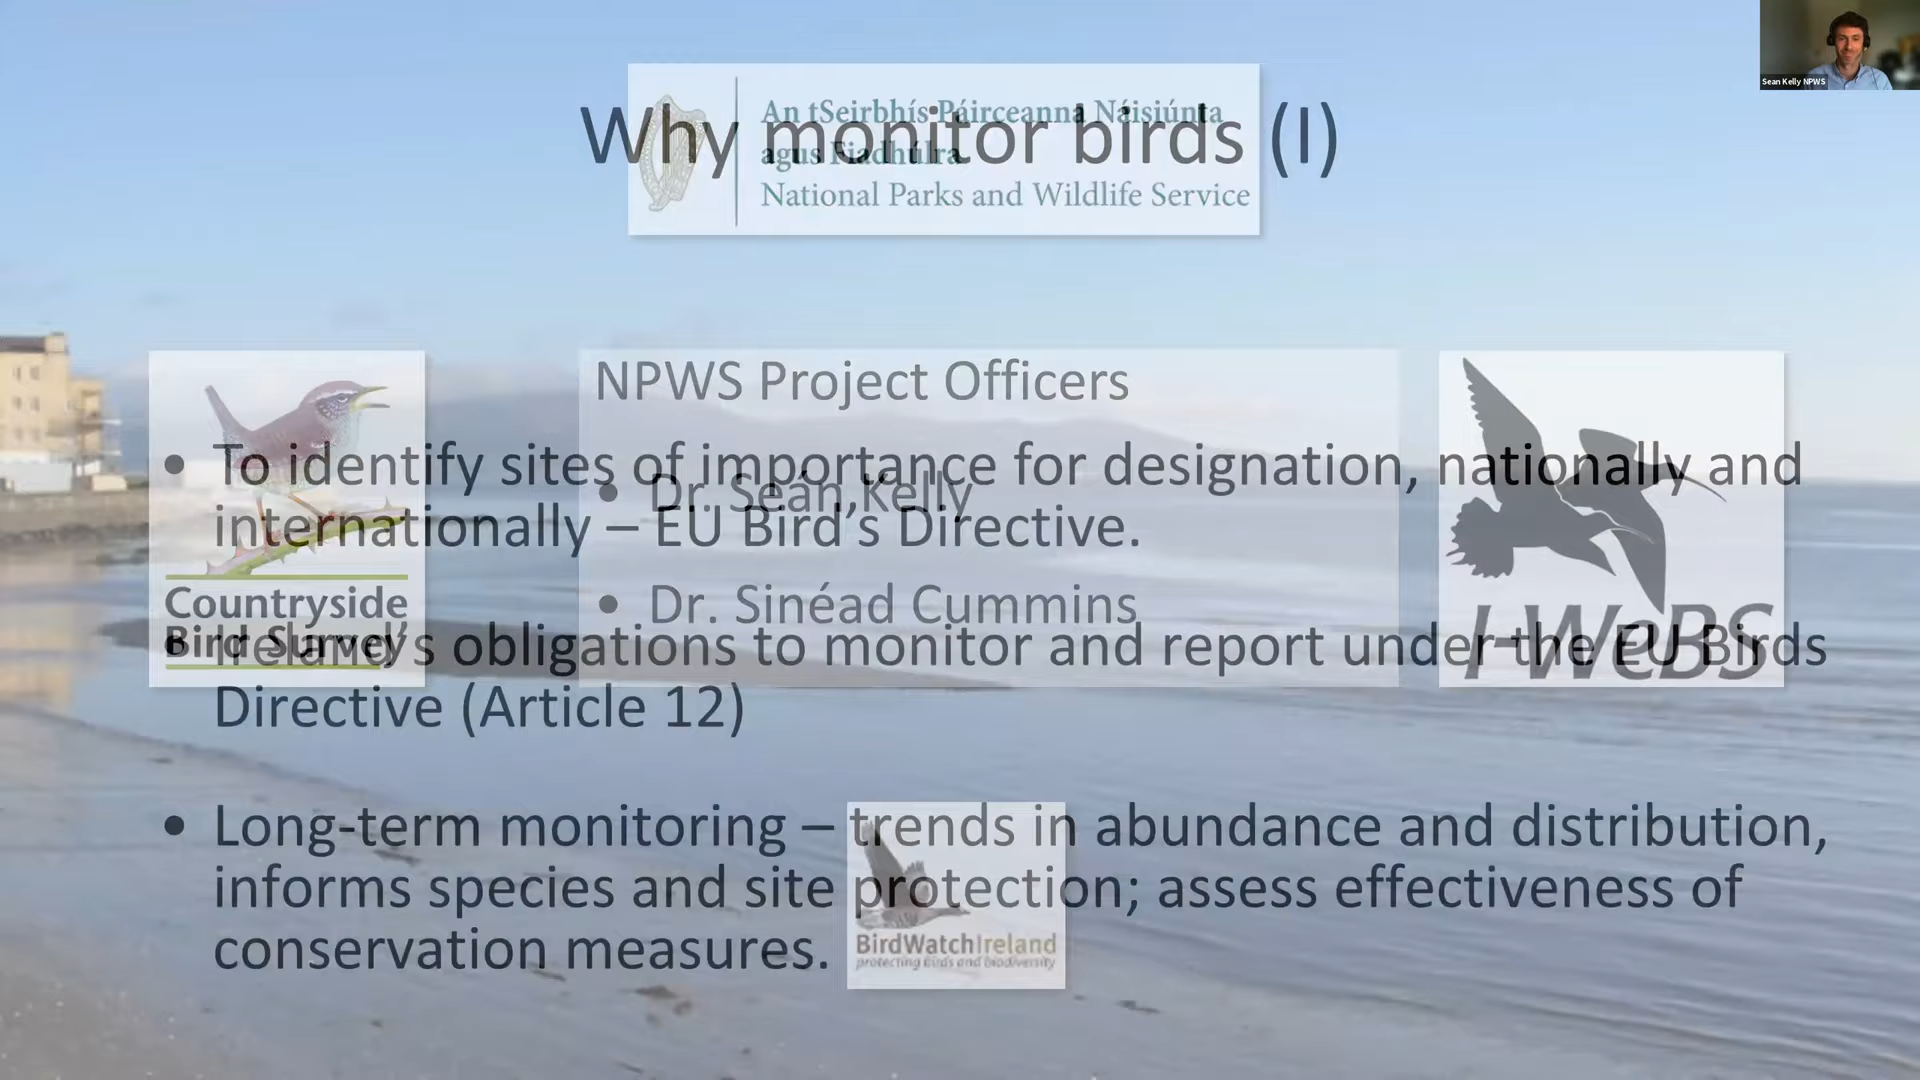 Sean Kelly NPWS
Why monitor birds (I)
An tSeirbhís Páirceanna Náisiúnta
agus Fiadhúlra
National Parks and Wildlife Service
NPWS Project Officers
• Dr. Seán Kelly
• Dr. Sinéad Cummins
Countryside
Bird Survey
I-WeBS
• To identify sites of importance for designation, nationally and
internationally – EU Bird's Directive.
• Ireland's obligations to monitor and report under the EU Birds
Directive (Article 12)
• Long-term monitoring – trends in abundance and distribution,
informs species and site protection; assess effectiveness of
conservation measures.
BirdWatchIreland
protecting birds and biodiversity